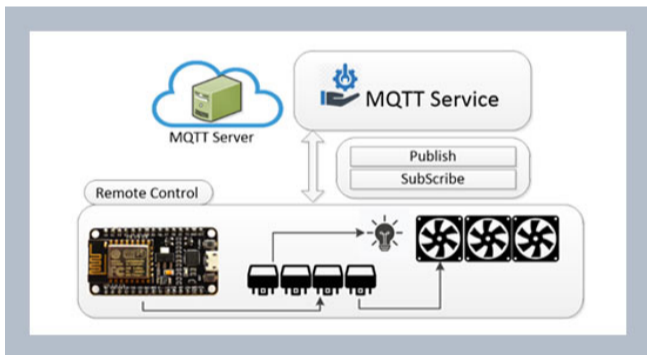 MQTT Service
MQTT Server
Publish
SubScribe
Remote Control